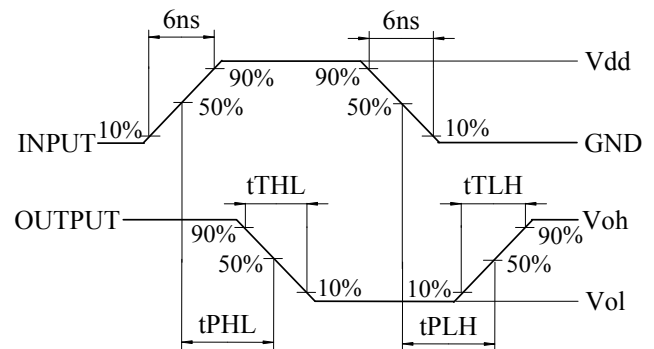 6ns 6ns
90% 90% Vdd
50% 50%
INPUT 10% 10% GND
tTHL tTLH
OUTPUT Voh
90% 90%
50% 50%
10% 10% Vol
tPHL tPLH